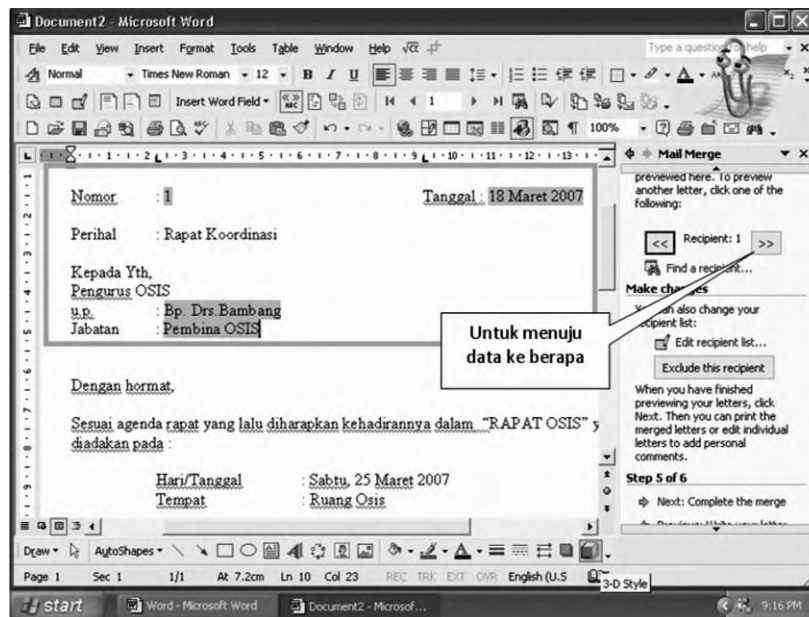 Document2 - Microsoft Word
File Edit View Insert Format Tools Table Window Help
Type a question for help
Normal Times New Roman 12 B I U
Insert Word Field 1
100%
Mail Merge
previewed here. To preview
another letter, click one of the
following:
<< Recipient: 1 >>
Find a recipient...
Make changes
You can also change your
recipient list:
Edit recipient list...
Exclude this recipient
When you have finished
previewing your letters, click
Next. Then you can print the
merged letters or edit individual
letters to add personal
comments.
Step 5 of 6
Next: Complete the merge
Previous: Write your letter
Nomor : 1 Tanggal : 18 Maret 2007
Perihal : Rapat Koordinasi
Kepada Yth,
Pengurus OSIS
u.p. : Bp. Drs.Bambang
Jabatan : Pembina OSIS
Untuk menuju
data ke berapa
Dengan hormat,
Sesuai agenda rapat yang lalu diharapkan kehadirannya dalam “RAPAT OSIS” y
diadakan pada :
Hari/Tanggal : Sabtu, 25 Maret 2007
Tempat : Ruang Osis
Draw AutoShapes
Page 1 Sec 1 1/1 At 7.2cm Ln 10 Col 23 REC TRK EXT OVR English (U.S
3-D Style
start Word - Microsoft Word Document2 - Microsof... 9:16 PM